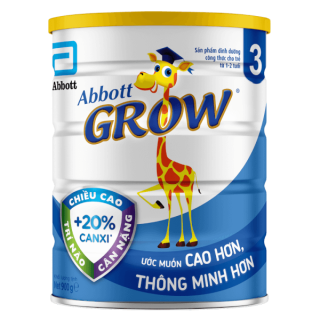 Abbott
Sản phẩm dinh dưỡng
công thức cho trẻ
từ 1-2 tuổi
3
Abbott
GROW®
CHIỀU CAO
TRÍ NÃO
+20%
CANXI*
CÂN NẶNG
ƯỚC MUỐN CAO HƠN,
THÔNG MINH HƠN
900g